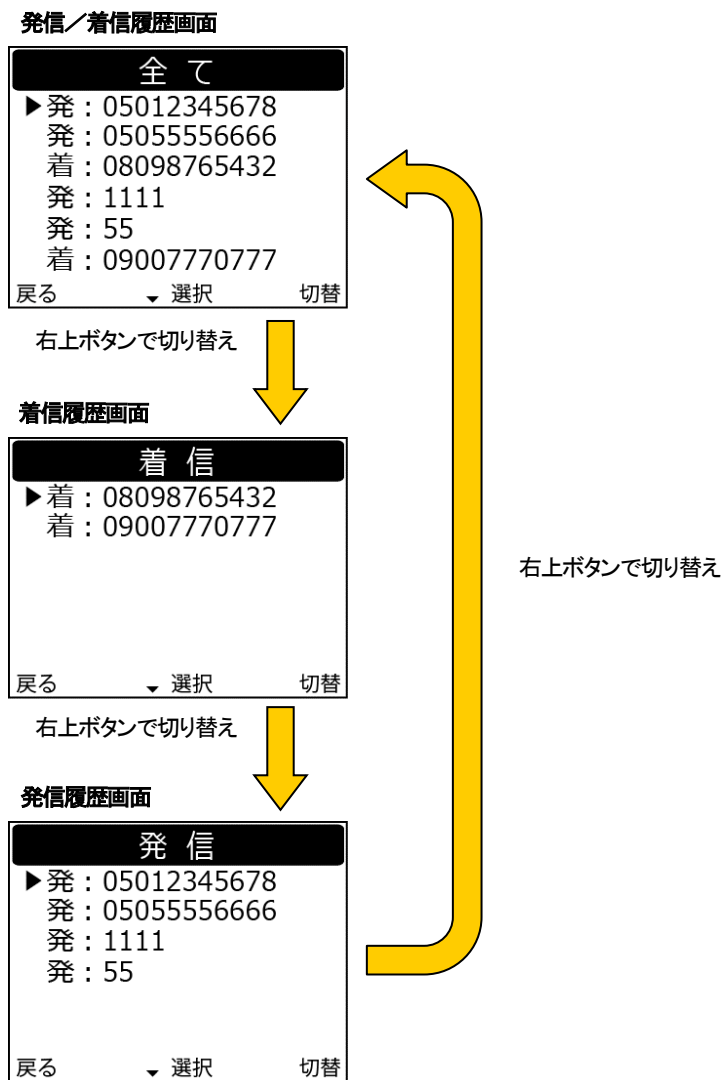 発信／着信履歴画面
全て
▶発：05012345678
発：05055556666
着：08098765432
発：1111
発：55
着：09007770777
戻る 選択 切替
右上ボタンで切り替え
着信履歴画面
着信
▶着：08098765432
着：09007770777
戻る 選択 切替
右上ボタンで切り替え
発信履歴画面
発信
▶発：05012345678
発：05055556666
発：1111
発：55
戻る 選択 切替
右上ボタンで切り替え